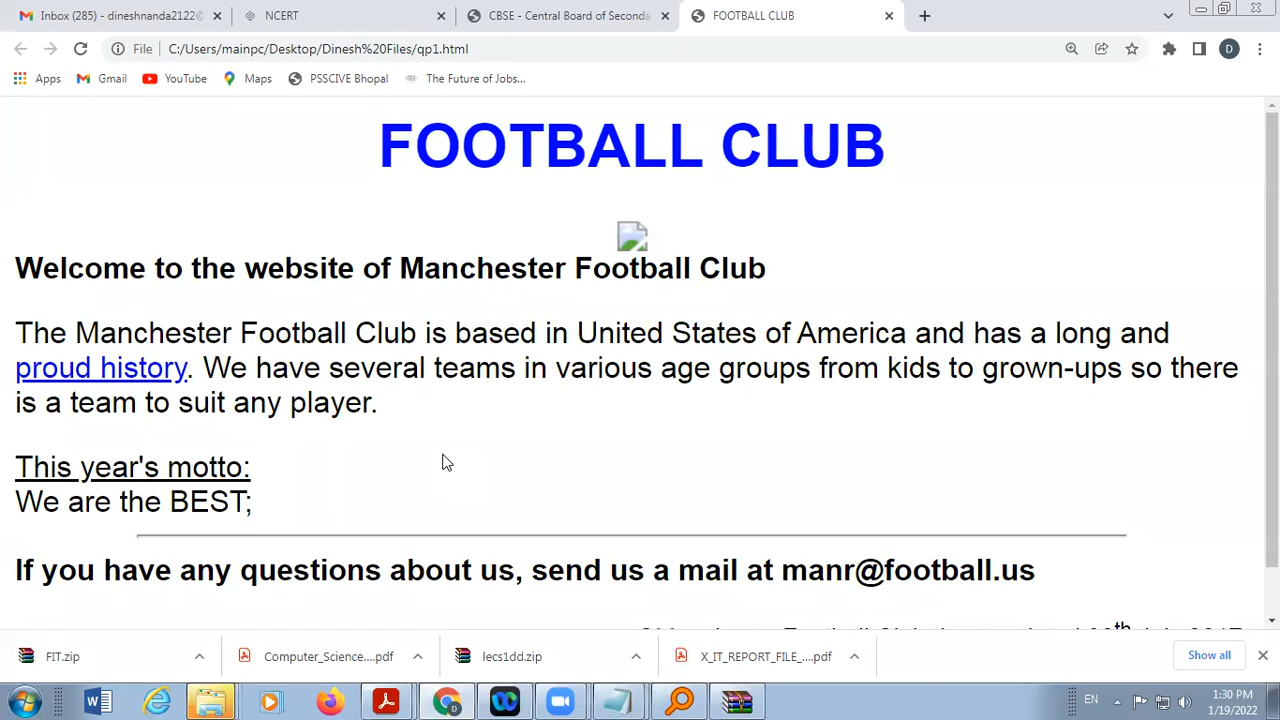 Inbox (285) - dineshnanda2122@
NCERT
CBSE - Central Board of Seconda
FOOTBALL CLUB
File
C:/Users/mainpc/Desktop/Dinesh%20Files/qp1.html
D
Apps
Gmail
YouTube
Maps
PSSCIVE Bhopal
The Future of Jobs...
FOOTBALL CLUB
Welcome to the website of Manchester Football Club
The Manchester Football Club is based in United States of America and has a long and
proud history. We have several teams in various age groups from kids to grown-ups so there
is a team to suit any player.
This year's motto:
We are the BEST;
If you have any questions about us, send us a mail at manr@football.us
FIT.zip
Computer_Science....pdf
lecs1dd.zip
X_IT_REPORT_FILE_....pdf
Show all
EN
1:30 PM
1/19/2022